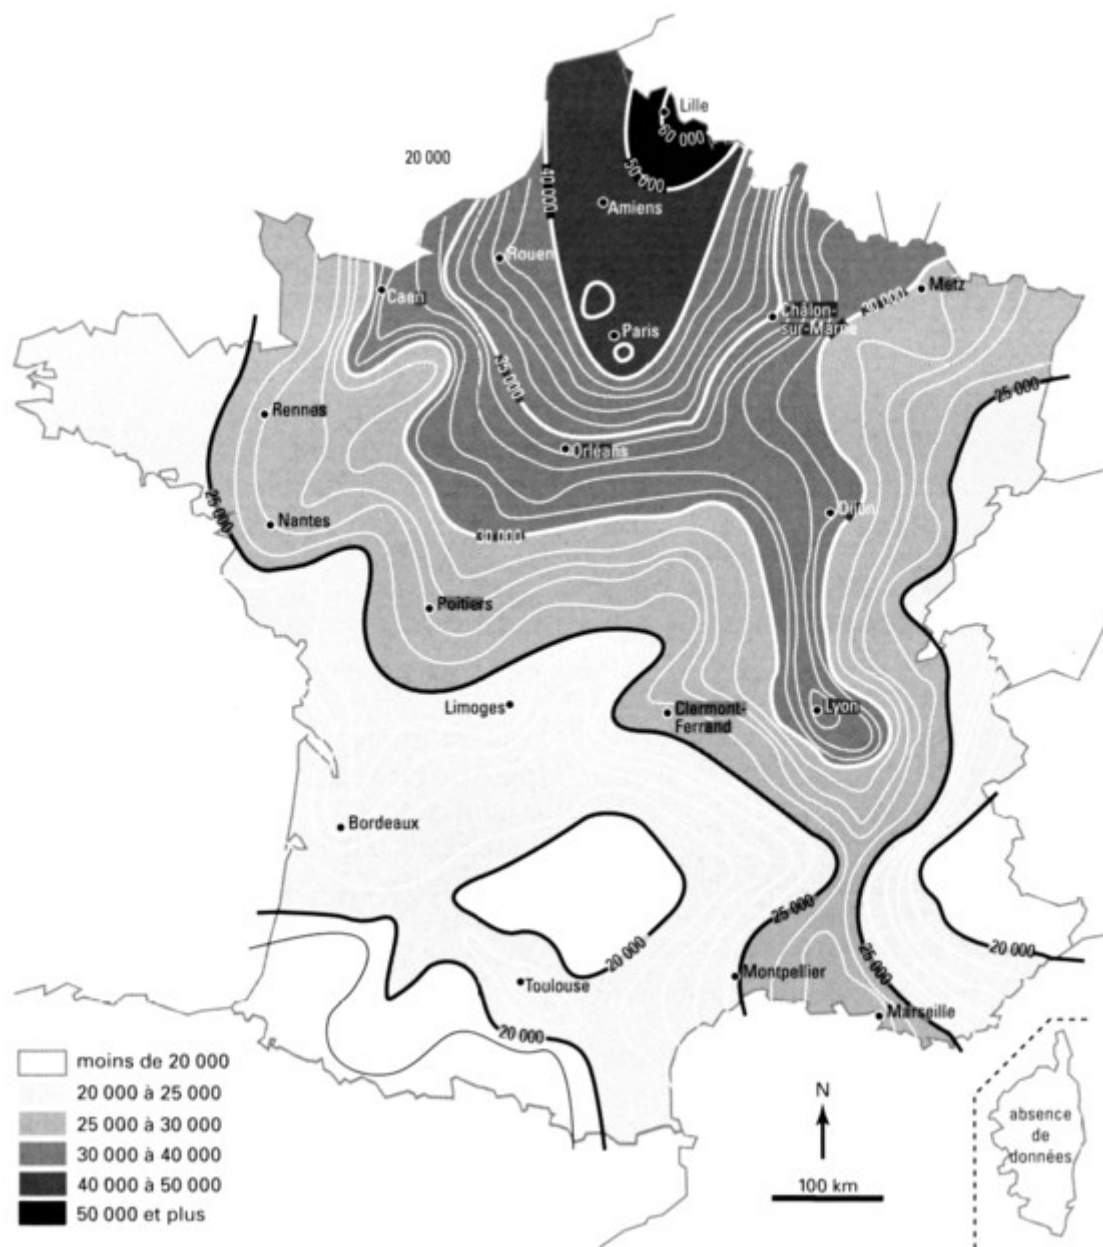 Lille
60 000
20 000
50 000
40 000
Amiens
Rouen
Caen
Metz
30 000
Châlon-
sur-Marne
Paris
35 000
25 000
Rennes
Orléans
25 000
Nantes
Dijon
30 000
Poitiers
Limoges
Clermont-
Ferrand
Lyon
Bordeaux
25 000
20 000
25 000
20 000
Montpellier
Toulouse
Marseille
20 000
moins de 20 000
20 000 à 25 000
25 000 à 30 000
30 000 à 40 000
40 000 à 50 000
50 000 et plus
N
100 km
absence
de
données